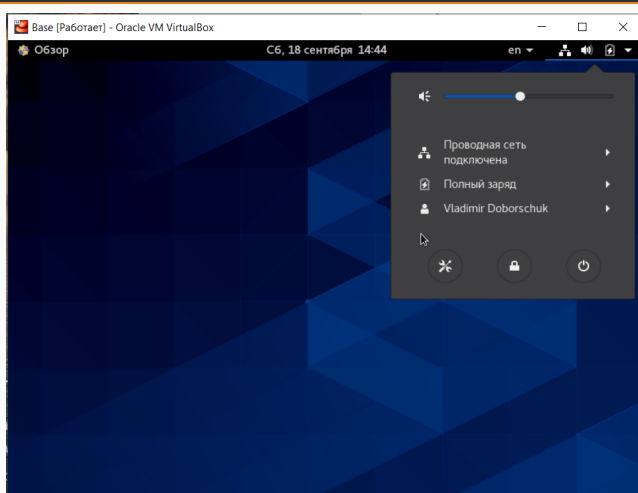 Base [Работает] - Oracle VM VirtualBox
Обзор
Сб, 18 сентября 14:44
en
Проводная сеть
подключена
Полный заряд
Vladimir Doborschuk